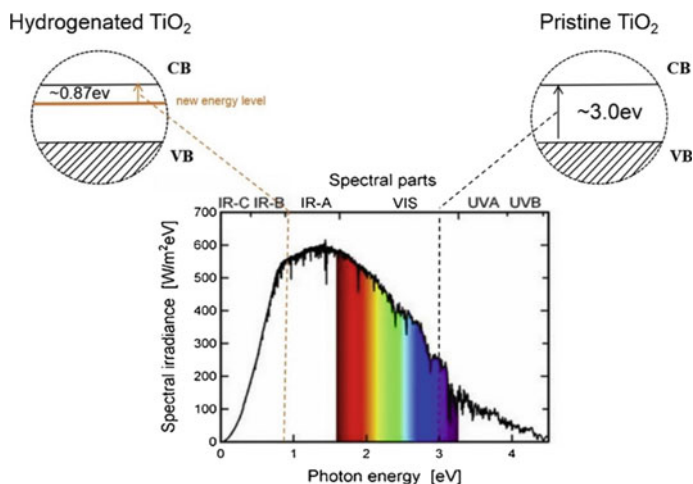 Hydrogenated TiO₂
Pristine TiO₂
CB
~0.87ev
new energy level
VB
CB
~3.0ev
VB
Spectral parts
IR-C IR-B IR-A VIS UVA UVB
700
600
500
400
300
200
100
0
Spectral irradiance [W/m²eV]
0 1 2 3 4
Photon energy [eV]